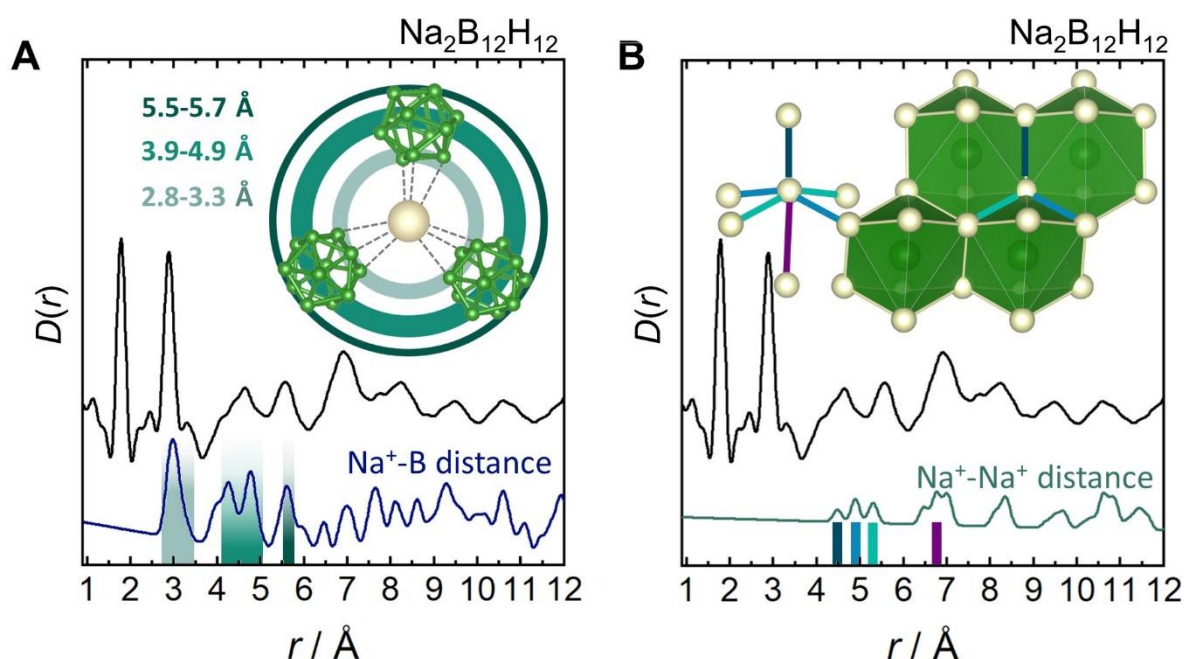 A
Na₂B₁₂H₁₂
5.5-5.7 Å
3.9-4.9 Å
2.8-3.3 Å
D(r)
Na⁺-B distance
1 2 3 4 5 6 7 8 9 10 11 12
r / Å
B
Na₂B₁₂H₁₂
D(r)
Na⁺-Na⁺ distance
1 2 3 4 5 6 7 8 9 10 11 12
r / Å